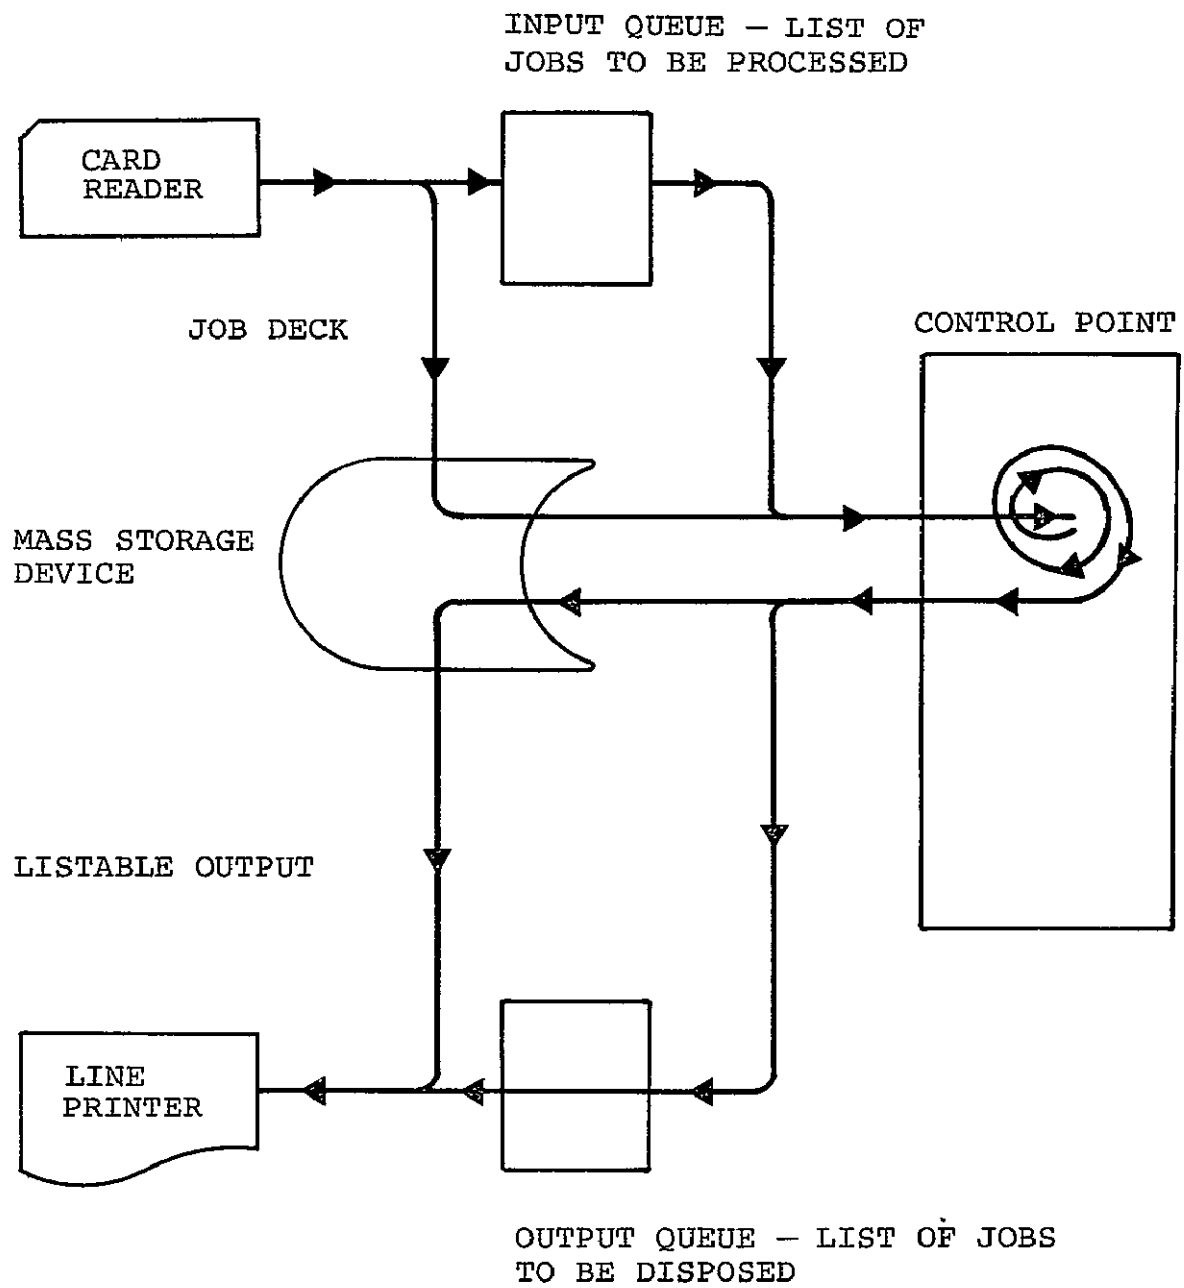 INPUT QUEUE — LIST OF
JOBS TO BE PROCESSED
CARD
READER
JOB DECK
CONTROL POINT
MASS STORAGE
DEVICE
LISTABLE OUTPUT
LINE
PRINTER
OUTPUT QUEUE — LIST OF JOBS
TO BE DISPOSED